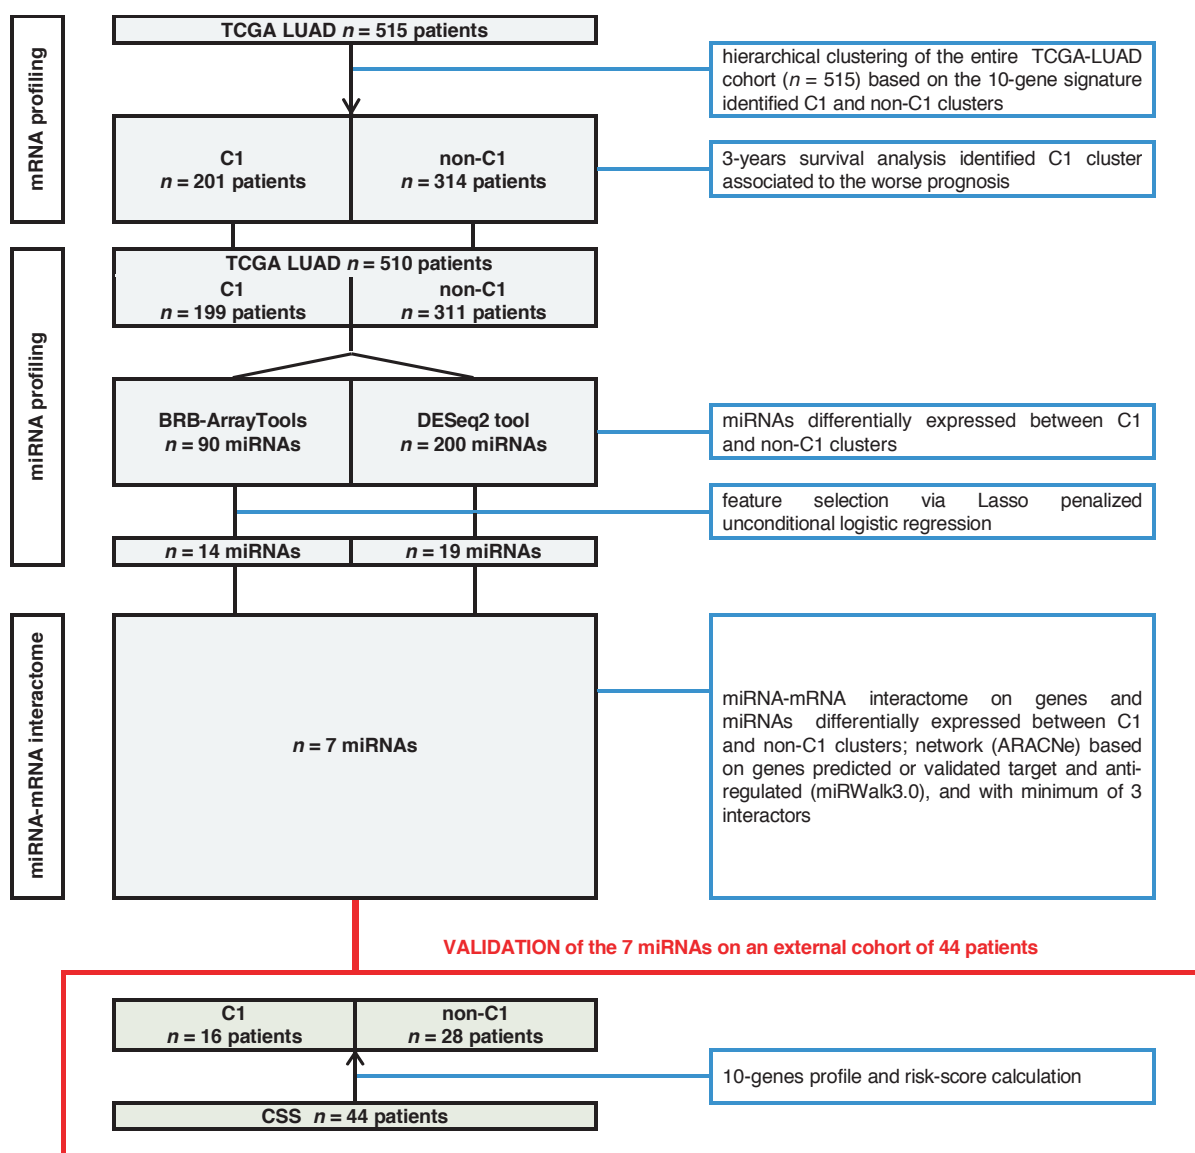 mRNA profiling
TCGA LUAD n = 515 patients
hierarchical clustering of the entire TCGA-LUAD
cohort (n = 515) based on the 10-gene signature
identified C1 and non-C1 clusters
C1
n = 201 patients
non-C1
n = 314 patients
3-years survival analysis identified C1 cluster
associated to the worse prognosis
miRNA profiling
TCGA LUAD n = 510 patients
C1
n = 199 patients
non-C1
n = 311 patients
BRB-ArrayTools
n = 90 miRNAs
DESeq2 tool
n = 200 miRNAs
miRNAs differentially expressed between C1
and non-C1 clusters
feature selection via Lasso penalized
unconditional logistic regression
n = 14 miRNAs
n = 19 miRNAs
miRNA-mRNA interactome
n = 7 miRNAs
miRNA-mRNA interactome on genes and
miRNAs differentially expressed between C1
and non-C1 clusters; network (ARACNe) based
on genes predicted or validated target and anti-
regulated (miRWalk3.0), and with minimum of 3
interactors
VALIDATION of the 7 miRNAs on an external cohort of 44 patients
C1
n = 16 patients
non-C1
n = 28 patients
10-genes profile and risk-score calculation
CSS n = 44 patients